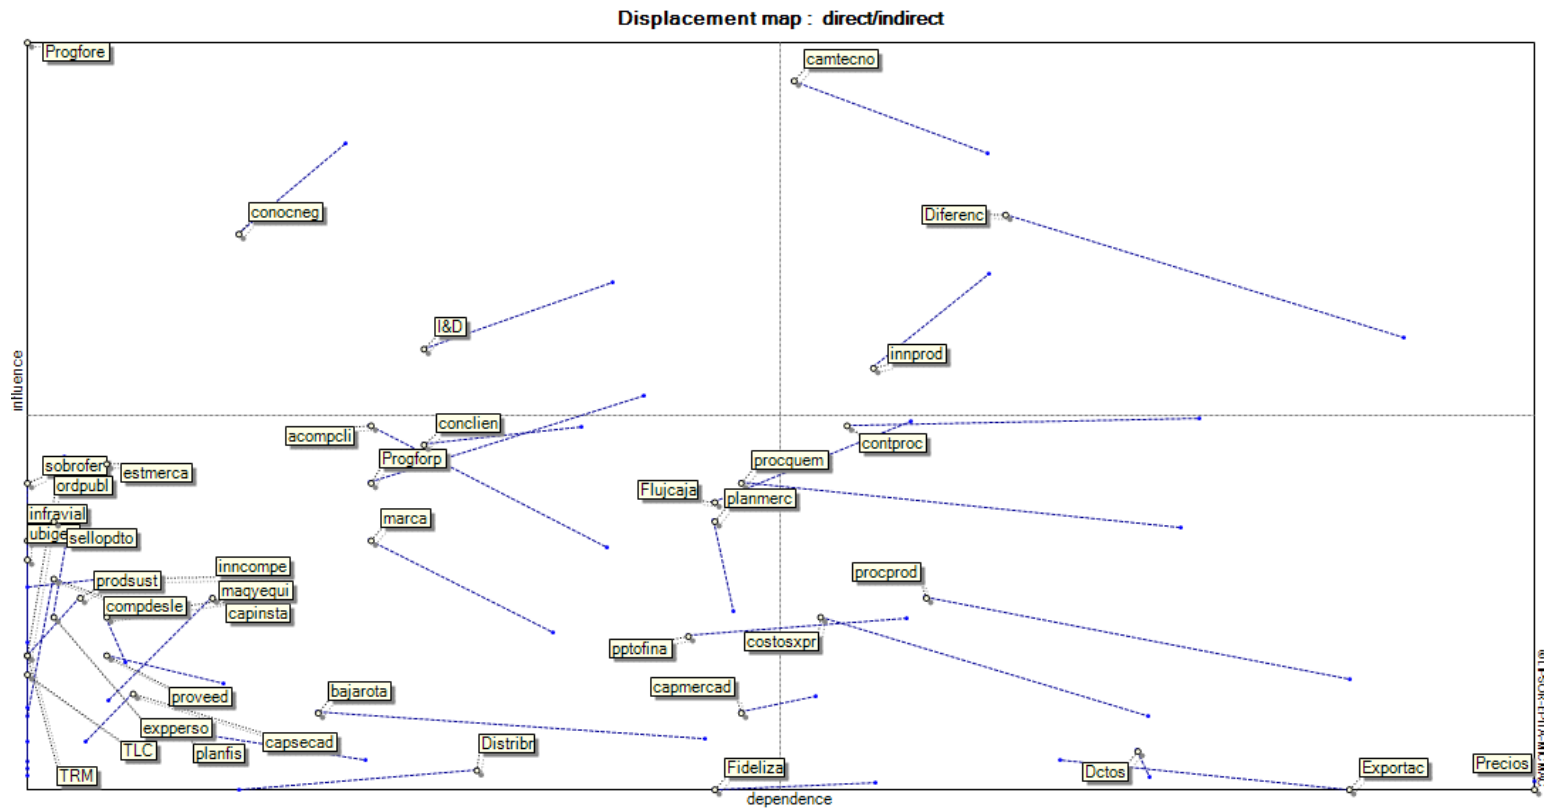 Displacement map : direct/indirect
Progfore
camtecno
conocneg
Diferenc
I&D
innprod
influence
conclien
acompcli
contproc
Progforp
procquem
sobrofer
estmerca
ordpubl
Flujcaja
planmerc
infravial
marca
sellopdto
inncompe
prodsust
procprod
maqyequi
compdesle
capinsta
costosxpr
pptofina
proveed
capmercad
bajarota
expperso
capsecad
Distribr
TLC
planfis
TRM
Fideliza
Dctos
Exportac
Precios
dependence